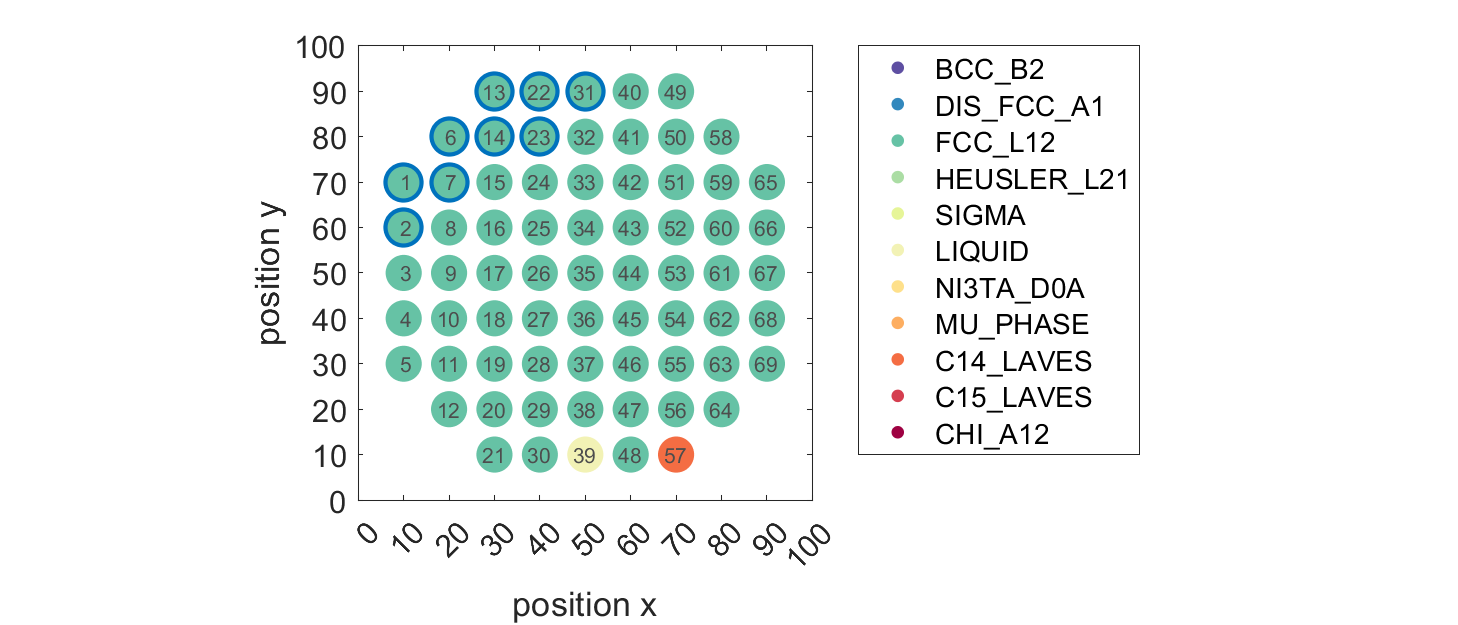 100
90
80
70
60
50
40
30
20
10
0
position y
13 22 31 40 49
6 14 23 32 41 50 58
1 7 15 24 33 42 51 59 65
2 8 16 25 34 43 52 60 66
3 9 17 26 35 44 53 61 67
4 10 18 27 36 45 54 62 68
5 11 19 28 37 46 55 63 69
12 20 29 38 47 56 64
21 30 39 48 57
0 10 20 30 40 50 60 70 80 90 100
position x
BCC_B2
DIS_FCC_A1
FCC_L12
HEUSLER_L21
SIGMA
LIQUID
NI3TA_D0A
MU_PHASE
C14_LAVES
C15_LAVES
CHI_A12